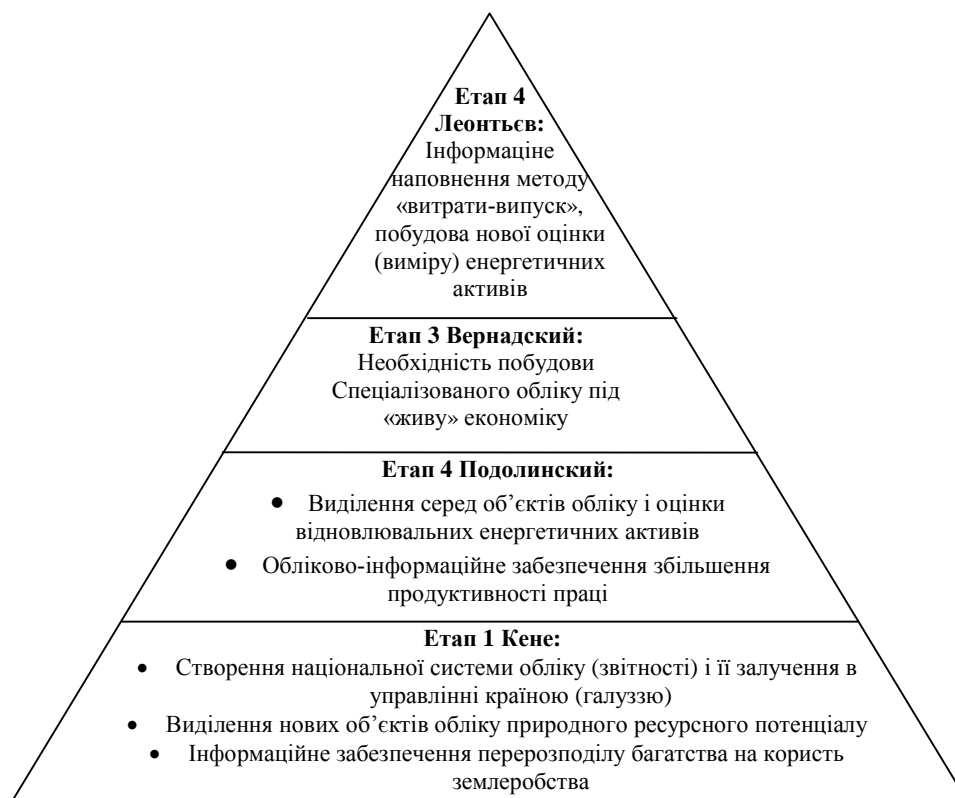 Етап 4
Леонтьєв:
Інформаціне
наповнення методу
«витрати-випуск»,
побудова нової оцінки
(виміру) енергетичних
активів
Етап 3 Вернадский:
Необхідність побудови
Спеціалізованого обліку під
«живу» економіку
Етап 4 Подолинский:
• Виділення серед об’єктів обліку і оцінки
відновлювальних енергетичних активів
• Обліково-інформаційне забезпечення збільшення
продуктивності праці
Етап 1 Кене:
• Створення національної системи обліку (звітності) і її залучення в
управлінні країною (галуззю)
• Виділення нових об’єктів обліку природного ресурсного потенціалу
• Інформаційне забезпечення перерозподілу багатства на користь
землеробства